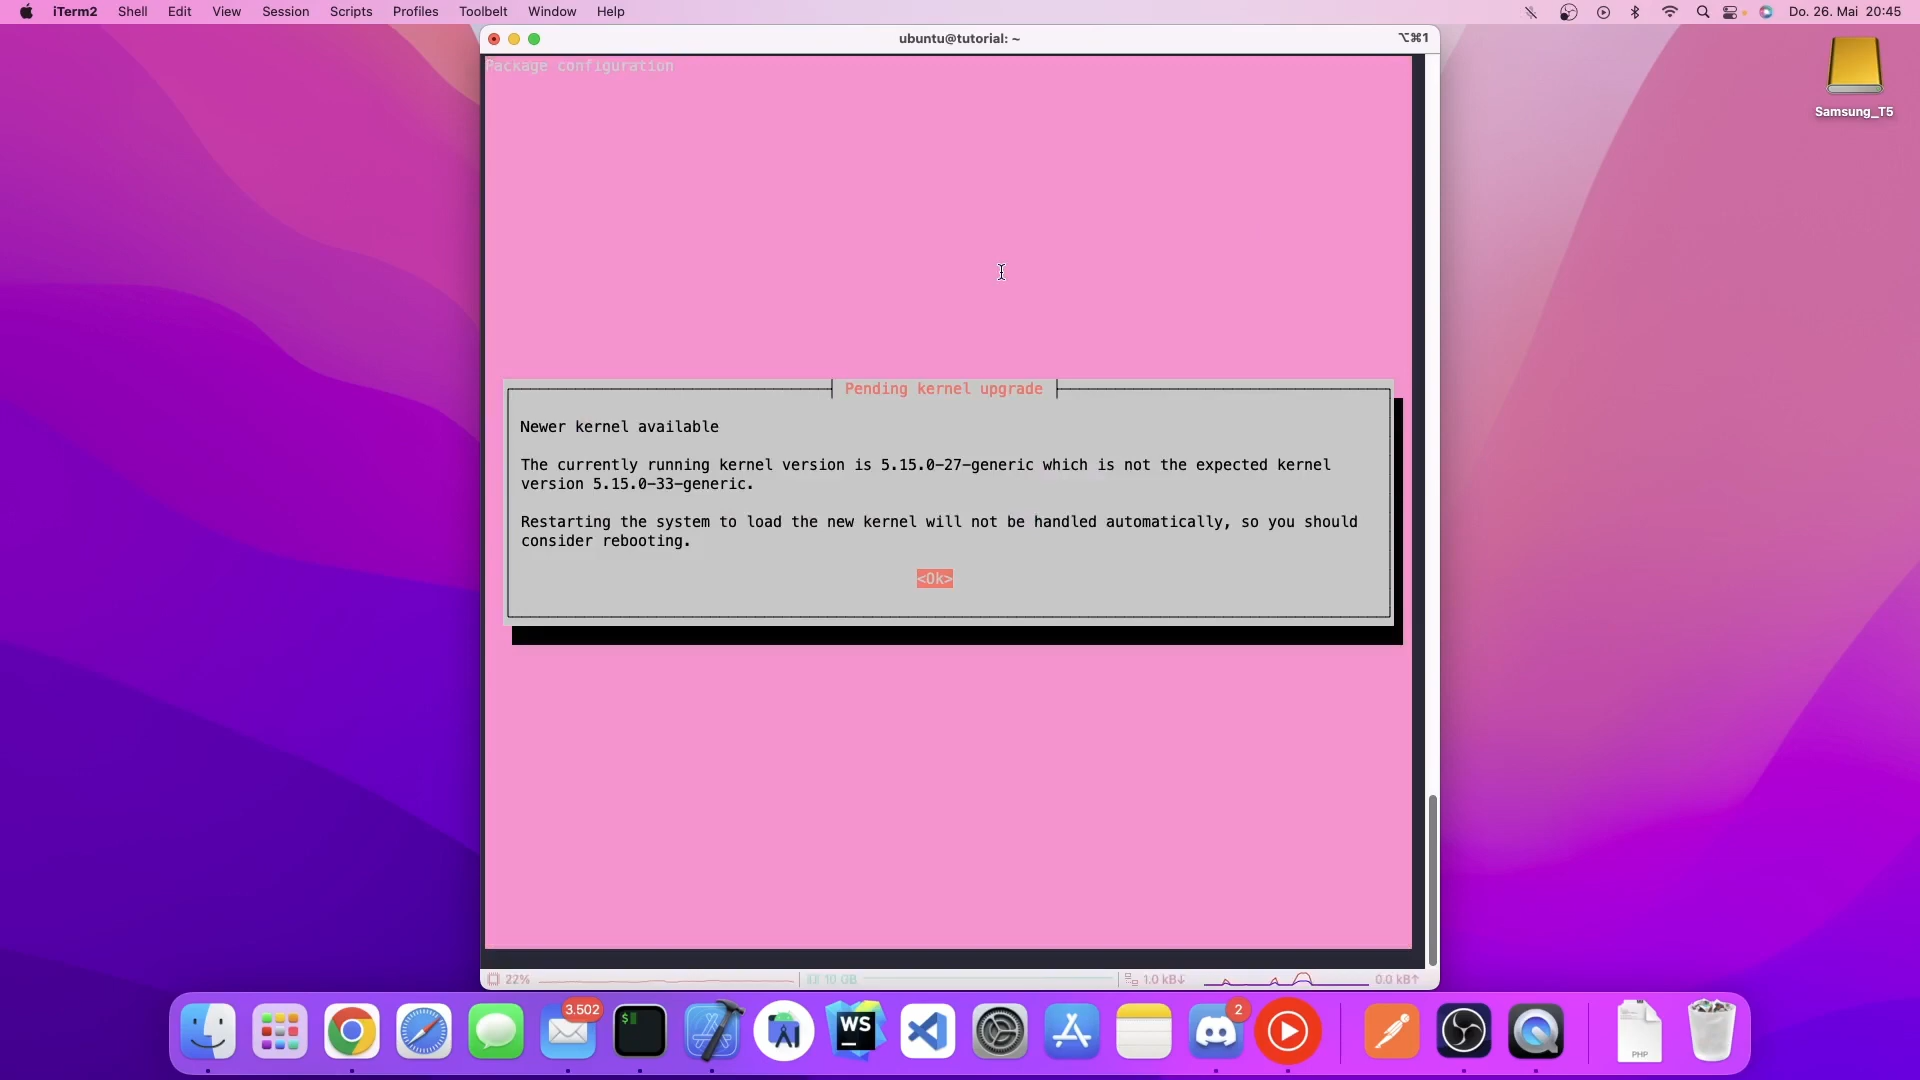 iTerm2 Shell Edit View Session Scripts Profiles Toolbelt Window Help Do. 26. Mai 20:45
ubuntu@tutorial: ~ ⌥⌘1
Package configuration
Samsung_T5
Pending kernel upgrade
Newer kernel available
The currently running kernel version is 5.15.0-27-generic which is not the expected kernel
version 5.15.0-33-generic.
Restarting the system to load the new kernel will not be handled automatically, so you should
consider rebooting.
<Ok>
22% 10 GB 1.0 kB↓ 0.0 kB↑
3.502 $ WS 2 PHP